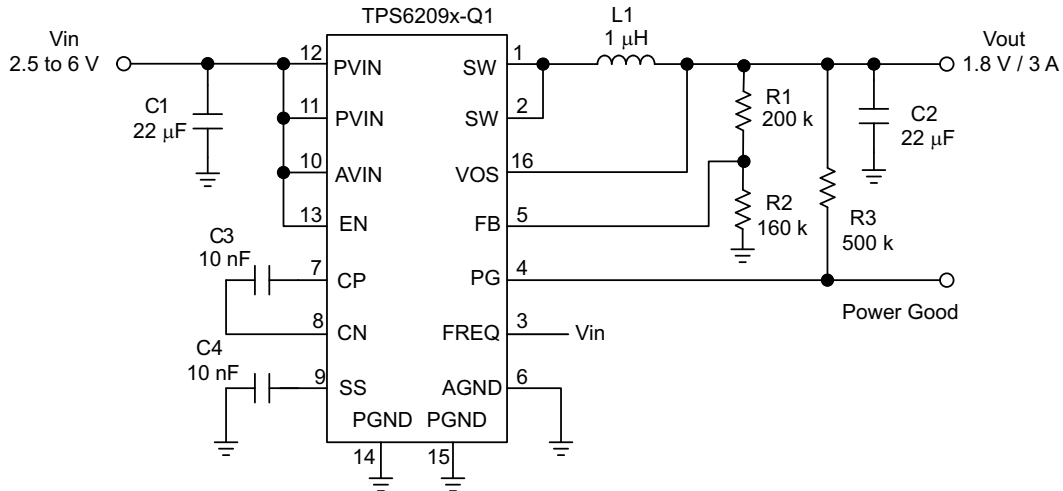 TPS6209x-Q1
Vin
2.5 to 6 V
C1
22 μF
12
PVIN
11
PVIN
10
AVIN
13
EN
C3
10 nF
7
CP
8
CN
C4
10 nF
9
SS
PGND
PGND
14
15
SW
1
SW
2
VOS
16
FB
5
PG
4
FREQ
3
Vin
AGND
6
L1
1 μH
R1
200 k
R2
160 k
R3
500 k
C2
22 μF
Vout
1.8 V / 3 A
Power Good